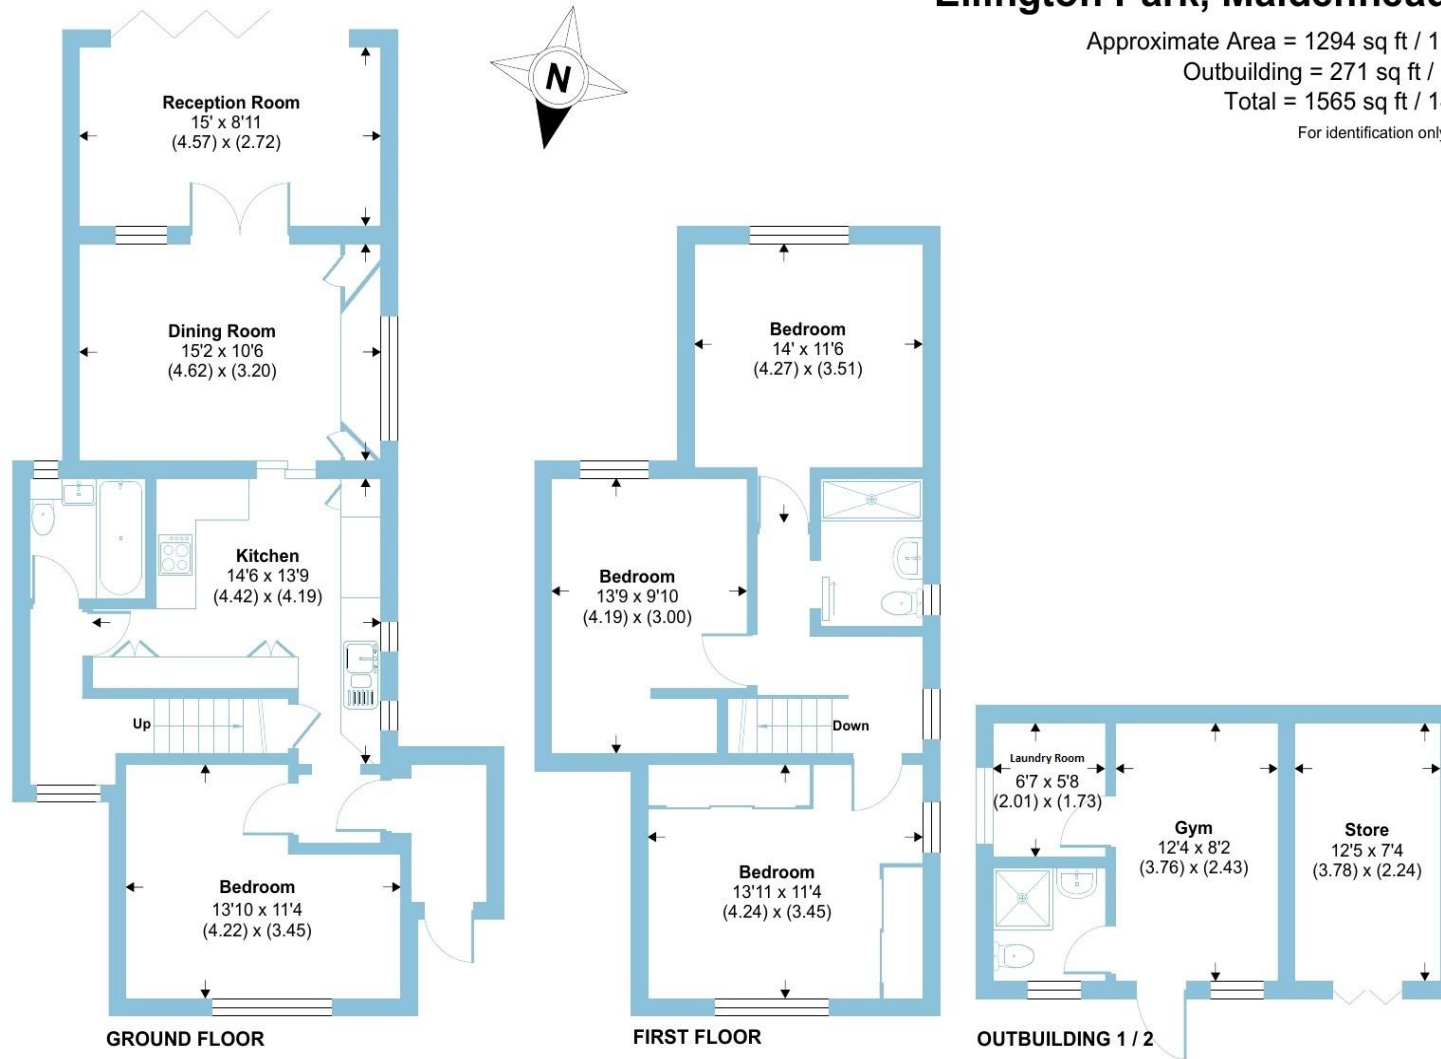 Approximate Area = 1294 sq ft / 1
Outbuilding = 271 sq ft /
Total = 1565 sq ft / 1
For identification only
N
Reception Room
15' x 8'11
(4.57) x (2.72)
Dining Room
15'2 x 10'6
(4.62) x (3.20)
Kitchen
14'6 x 13'9
(4.42) x (4.19)
Up
Bedroom
13'10 x 11'4
(4.22) x (3.45)
GROUND FLOOR
Bedroom
14' x 11'6
(4.27) x (3.51)
Bedroom
13'9 x 9'10
(4.19) x (3.00)
Down
Bedroom
13'11 x 11'4
(4.24) x (3.45)
FIRST FLOOR
Laundry Room
6'7 x 5'8
(2.01) x (1.73)
Gym
12'4 x 8'2
(3.76) x (2.43)
Store
12'5 x 7'4
(3.78) x (2.24)
OUTBUILDING 1 / 2